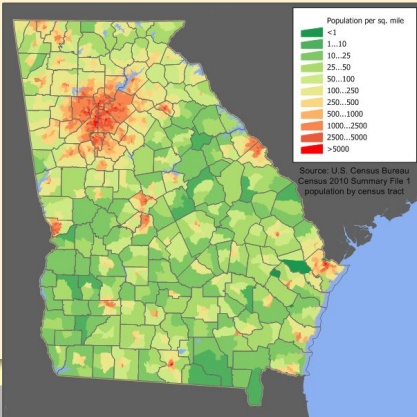 Population per sq. mile
<1
1...10
10...25
25...50
50...100
100...250
250...500
500...1000
1000...2500
2500...5000
>5000
Source: U.S. Census Bureau
Census 2010 Summary File 1
population by census tract